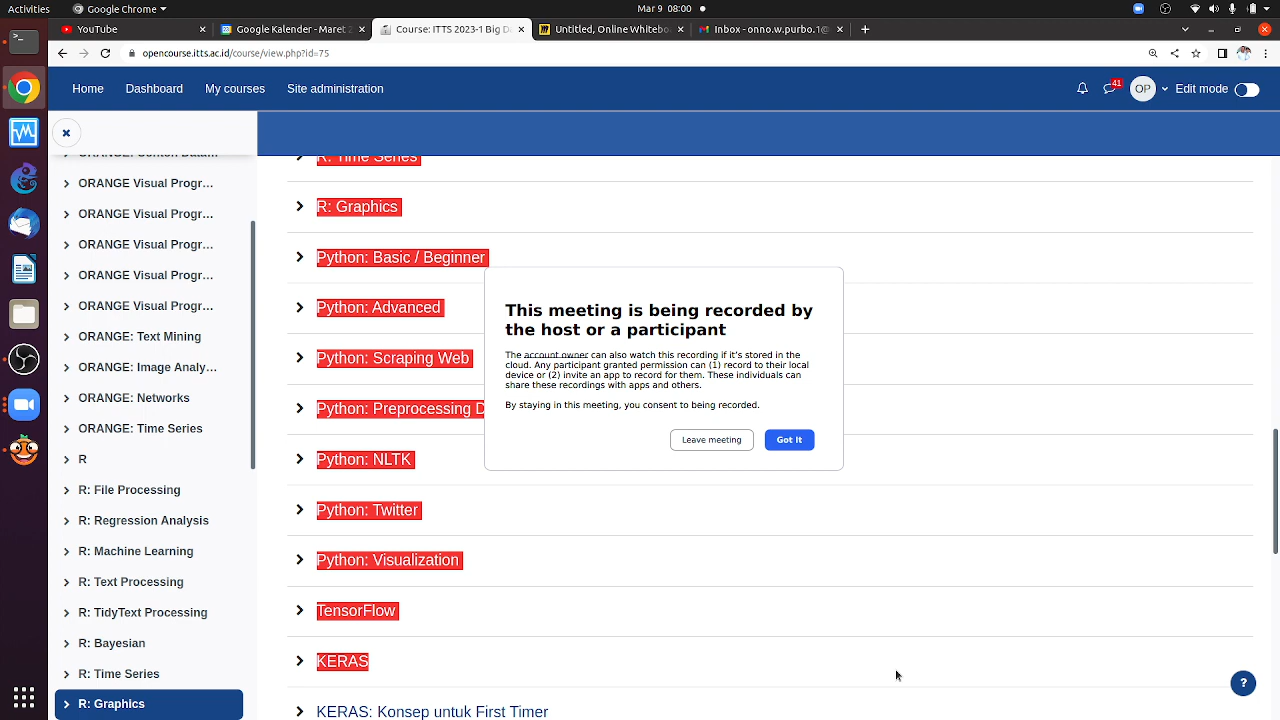 Activities
Google Chrome
Mar 9 08:00
YouTube
Google Kalender - Maret 2
Course: ITTS 2023-1 Big Da
Untitled, Online Whiteboa
Inbox - onno.w.purbo.1@
opencourse.itts.ac.id/course/view.php?id=75
Home
Dashboard
My courses
Site administration
41
OP
Edit mode
ORANGE Visual Progr...
ORANGE Visual Progr...
ORANGE Visual Progr...
ORANGE Visual Progr...
ORANGE Visual Progr...
ORANGE: Text Mining
ORANGE: Image Analy...
ORANGE: Networks
ORANGE: Time Series
R
R: File Processing
R: Regression Analysis
R: Machine Learning
R: Text Processing
R: TidyText Processing
R: Bayesian
R: Time Series
R: Graphics
R: Time Series
R: Graphics
Python: Basic / Beginner
Python: Advanced
Python: Scraping Web
Python: Preprocessing D
Python: NLTK
Python: Twitter
Python: Visualization
TensorFlow
KERAS
KERAS: Konsep untuk First Timer
This meeting is being recorded by
the host or a participant
The account owner can also watch this recording if it's stored in the
cloud. Any participant granted permission can (1) record to their local
device or (2) invite an app to record for them. These individuals can
share these recordings with apps and others.
By staying in this meeting, you consent to being recorded.
Leave meeting
Got It
?